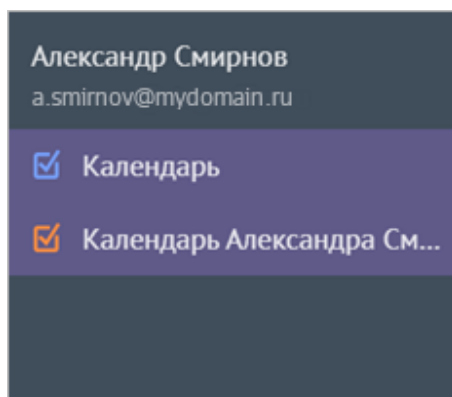 Александр Смирнов
a.smirnov@mydomain.ru
Календарь
Календарь Александра См...